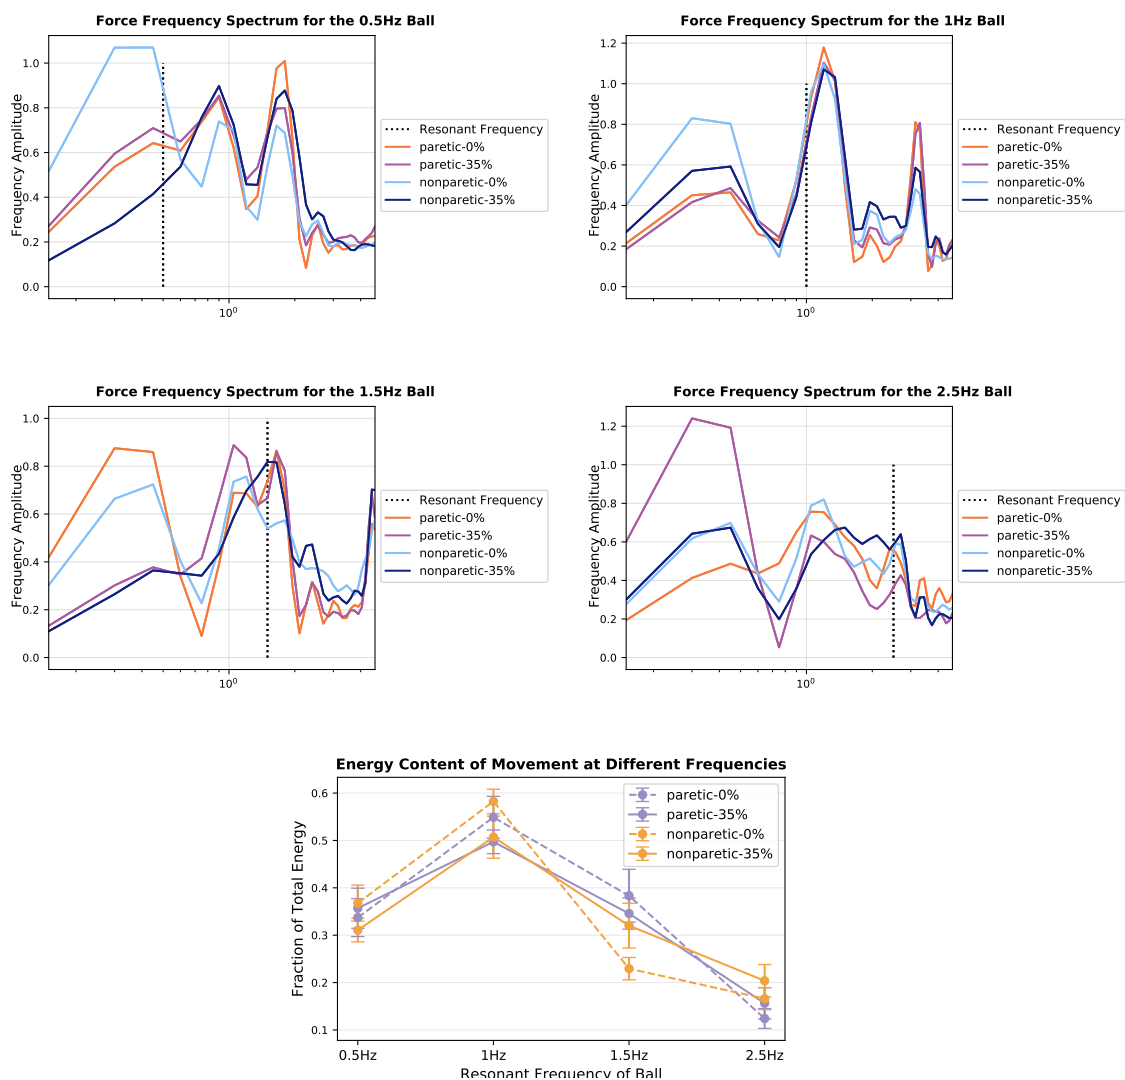 Force Frequency Spectrum for the 0.5Hz Ball
Frequency Amplitude
1.0
0.8
0.6
0.4
0.2
0.0
10⁰
Resonant Frequency
paretic-0%
paretic-35%
nonparetic-0%
nonparetic-35%
Force Frequency Spectrum for the 1Hz Ball
Frequency Amplitude
1.2
1.0
0.8
0.6
0.4
0.2
0.0
10⁰
Resonant Frequency
paretic-0%
paretic-35%
nonparetic-0%
nonparetic-35%
Force Frequency Spectrum for the 1.5Hz Ball
Frequency Amplitude
1.0
0.8
0.6
0.4
0.2
0.0
10⁰
Resonant Frequency
paretic-0%
paretic-35%
nonparetic-0%
nonparetic-35%
Force Frequency Spectrum for the 2.5Hz Ball
Frequency Amplitude
1.2
1.0
0.8
0.6
0.4
0.2
0.0
10⁰
Resonant Frequency
paretic-0%
paretic-35%
nonparetic-0%
nonparetic-35%
Energy Content of Movement at Different Frequencies
Fraction of Total Energy
0.6
0.5
0.4
0.3
0.2
0.1
paretic-0%
paretic-35%
nonparetic-0%
nonparetic-35%
0.5Hz
1Hz
1.5Hz
2.5Hz
Resonant Frequency of Ball